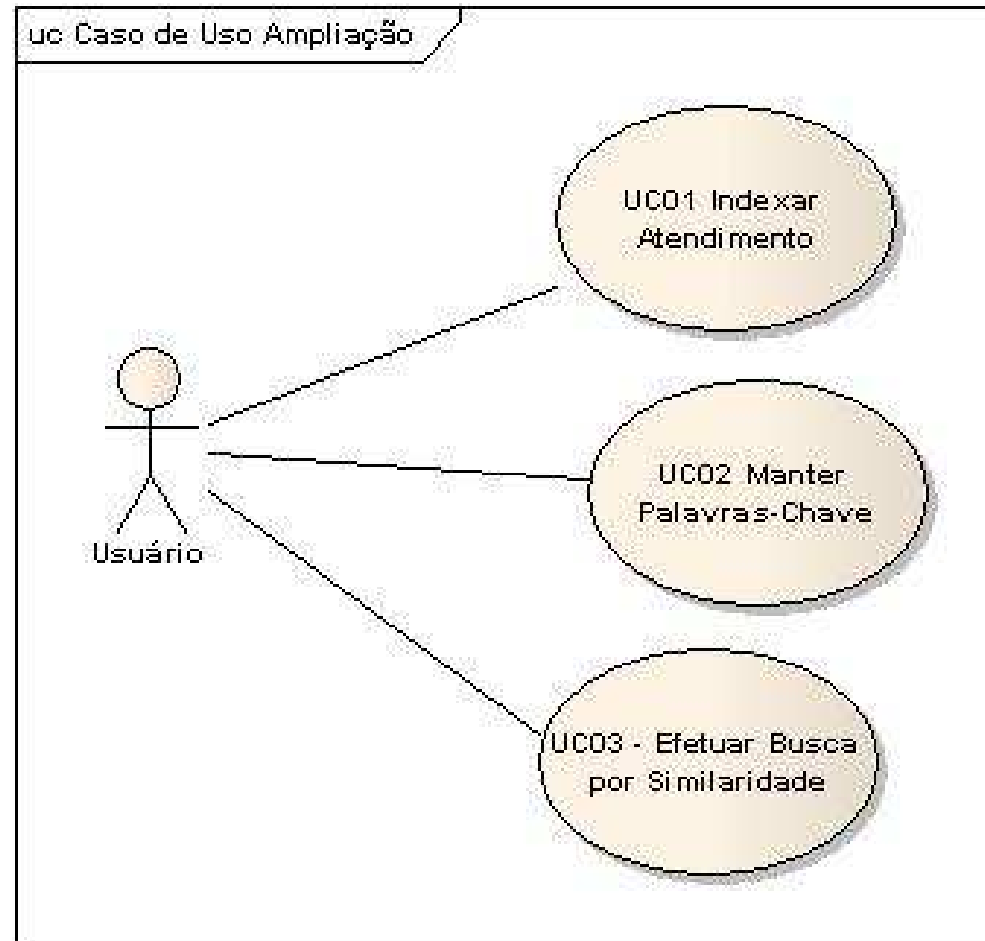 uc Caso de Uso Ampliação
UC01 Indexar
Atendimento
UC02 Manter
Palavras-Chave
Usuário
UC03 - Efetuar Busca
por Similaridade